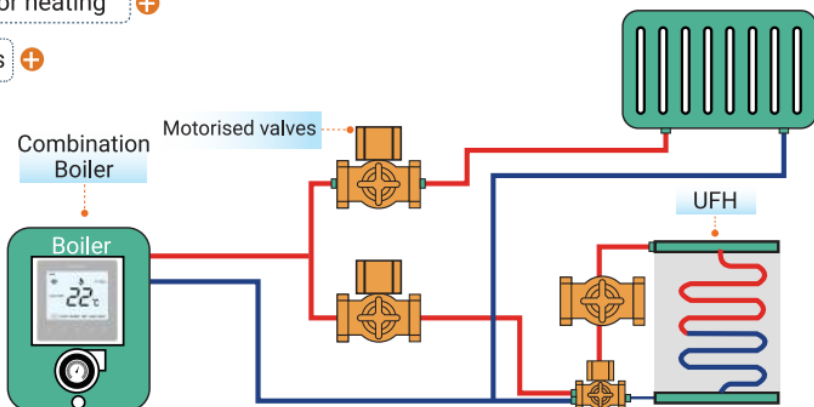 or heating
s
Motorised valves
Combination
Boiler
UFH
Boiler
22°c